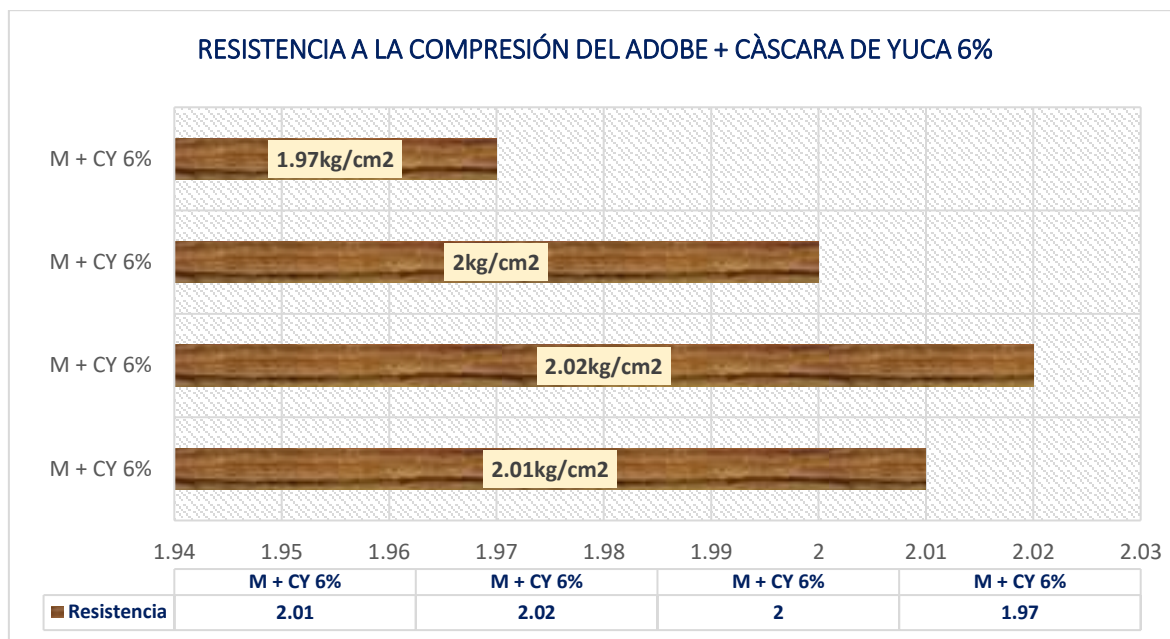 RESISTENCIA A LA COMPRESIÓN DEL ADOBE + CÀSCARA DE YUCA 6%
M + CY 6%
1.97kg/cm2
M + CY 6%
2kg/cm2
M + CY 6%
2.02kg/cm2
M + CY 6%
2.01kg/cm2
1.94 1.95 1.96 1.97 1.98 1.99 2 2.01 2.02 2.03
M + CY 6% M + CY 6% M + CY 6% M + CY 6%
Resistencia 2.01 2.02 2 1.97